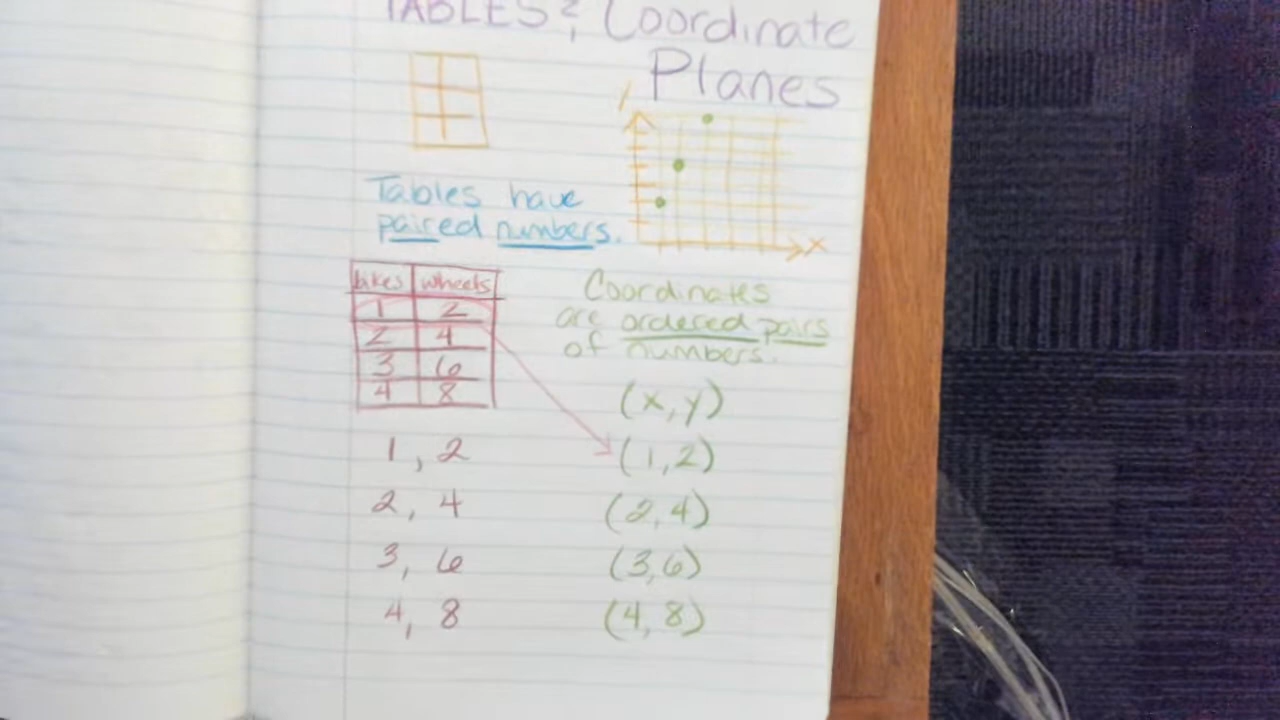 TABLES & Coordinate
Planes
y
x
Tables have
paired numbers.
bikes wheels
1 2
2 4
3 6
4 8
Coordinates
are ordered pairs
of numbers.
(x,y)
1, 2
(1,2)
2, 4
(2,4)
3, 6
(3,6)
4, 8
(4,8)